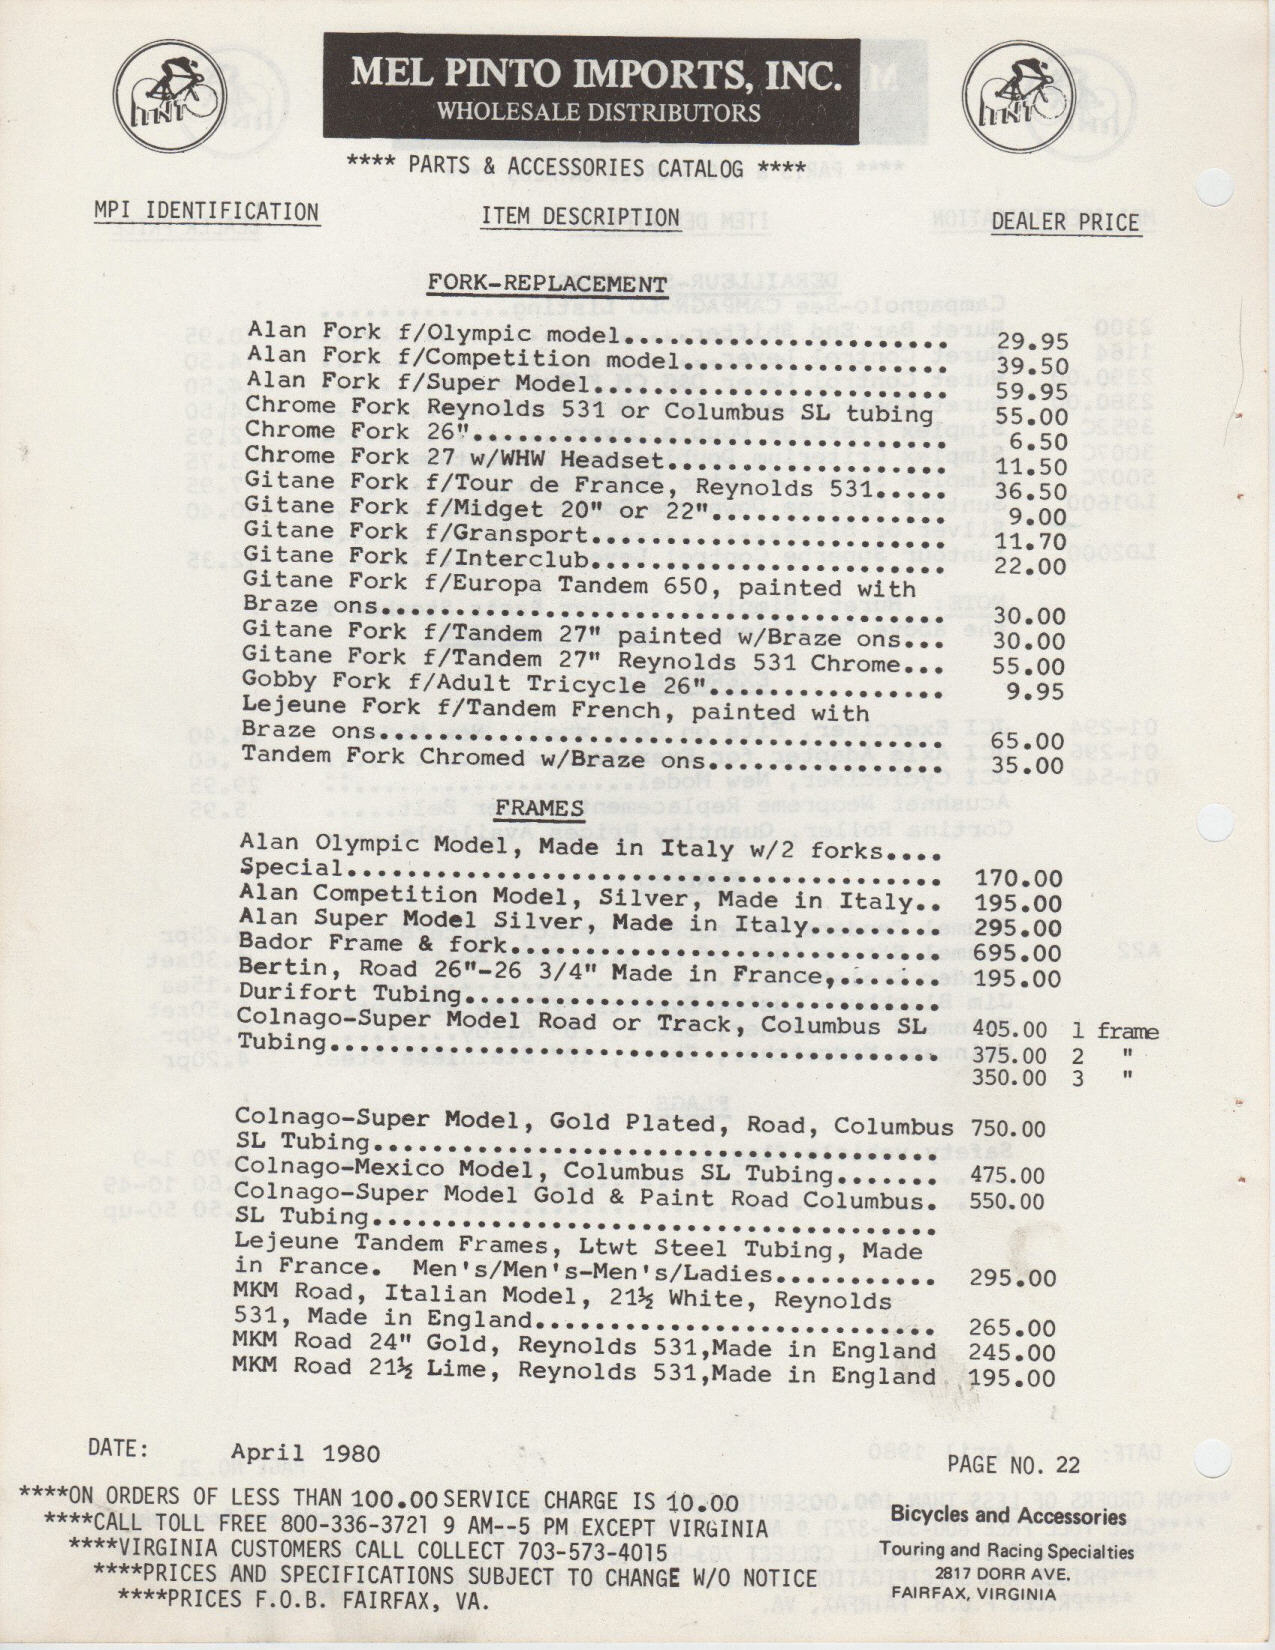 MEL PINTO IMPORTS, INC.
WHOLESALE DISTRIBUTORS
**** PARTS & ACCESSORIES CATALOG ****
MPI IDENTIFICATION ITEM DESCRIPTION DEALER PRICE
FORK-REPLACEMENT
Alan Fork f/Olympic model...................... 29.95
Alan Fork f/Competition model.................. 39.50
Alan Fork f/Super Model........................ 59.95
Chrome Fork Reynolds 531 or Columbus SL tubing 55.00
Chrome Fork 26"................................ 6.50
Chrome Fork 27 w/WHW Headset................... 11.50
Gitane Fork f/Tour de France, Reynolds 531..... 36.50
Gitane Fork f/Midget 20" or 22"................ 9.00
Gitane Fork f/Gransport........................ 11.70
Gitane Fork f/Interclub........................ 22.00
Gitane Fork f/Europa Tandem 650, painted with
Braze ons...................................... 30.00
Gitane Fork f/Tandem 27" painted w/Braze ons... 30.00
Gitane Fork f/Tandem 27" Reynolds 531 Chrome... 55.00
Gobby Fork f/Adult Tricycle 26"................ 9.95
Lejeune Fork f/Tandem French, painted with
Braze ons...................................... 65.00
Tandem Fork Chromed w/Braze ons................ 35.00
FRAMES
Alan Olympic Model, Made in Italy w/2 forks....
Special........................................ 170.00
Alan Competition Model, Silver, Made in Italy.. 195.00
Alan Super Model Silver, Made in Italy......... 295.00
Bador Frame & fork............................. 695.00
Bertin, Road 26"-26 3/4" Made in France,....... 195.00
Durifort Tubing................................
Colnago-Super Model Road or Track, Columbus SL 405.00 1 frame
Tubing......................................... 375.00 2 "
350.00 3 "
Colnago-Super Model, Gold Plated, Road, Columbus 750.00
SL Tubing......................................
Colnago-Mexico Model, Columbus SL Tubing....... 475.00
Colnago-Super Model Gold & Paint Road Columbus. 550.00
SL Tubing......................................
Lejeune Tandem Frames, Ltwt Steel Tubing, Made
in France. Men's/Men's-Men's/Ladies........... 295.00
MKM Road, Italian Model, 21½ White, Reynolds
531, Made in England........................... 265.00
MKM Road 24" Gold, Reynolds 531,Made in England 245.00
MKM Road 21½ Lime, Reynolds 531,Made in England 195.00
DATE: April 1980
PAGE NO. 22
****ON ORDERS OF LESS THAN 100.00 SERVICE CHARGE IS 10.00
****CALL TOLL FREE 800-336-3721 9 AM--5 PM EXCEPT VIRGINIA
****VIRGINIA CUSTOMERS CALL COLLECT 703-573-4015
****PRICES AND SPECIFICATIONS SUBJECT TO CHANGE W/O NOTICE
****PRICES F.O.B. FAIRFAX, VA.
Bicycles and Accessories
Touring and Racing Specialties
2817 DORR AVE.
FAIRFAX, VIRGINIA